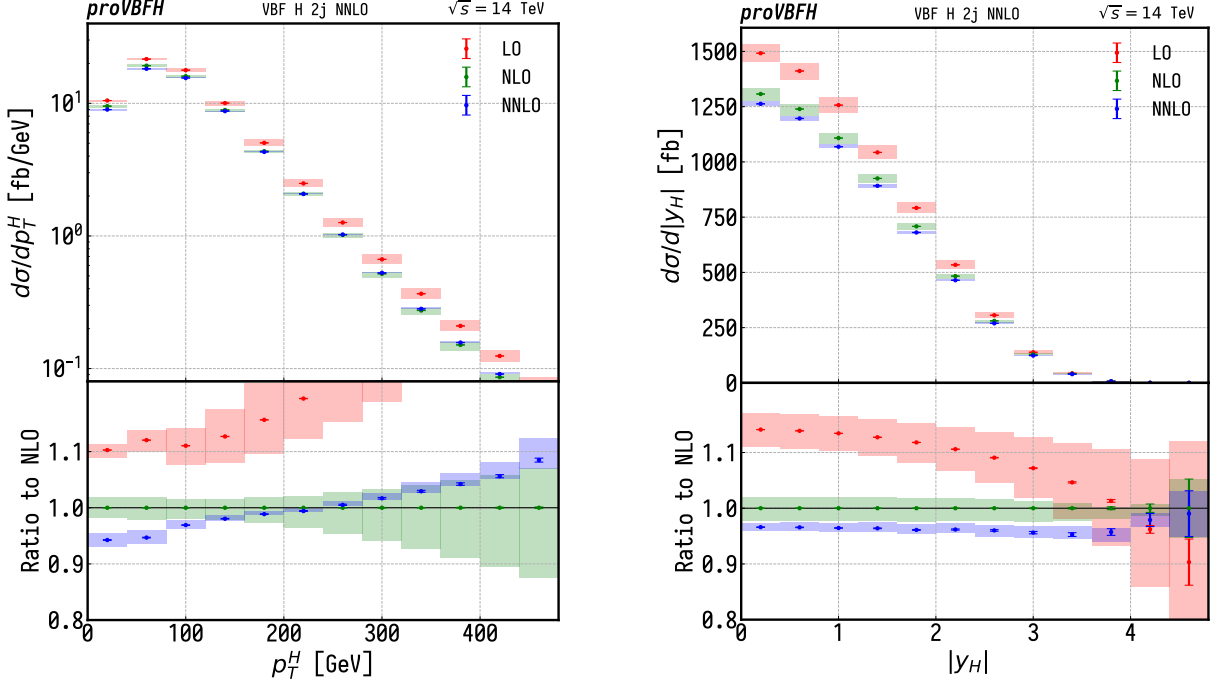 proVBFH VBF H 2j NNLO √s = 14 TeV
LO
NLO
NNLO
dσ/dp_T^H [fb/GeV]
10^1
10^0
10^−1
Ratio to NLO
1.1
1.0
0.9
0.8
0 100 200 300 400
p_T^H [GeV]
proVBFH VBF H 2j NNLO √s = 14 TeV
LO
NLO
NNLO
dσ/d|y_H| [fb]
1500
1250
1000
750
500
250
0
Ratio to NLO
1.1
1.0
0.9
0.8
0 1 2 3 4
|y_H|